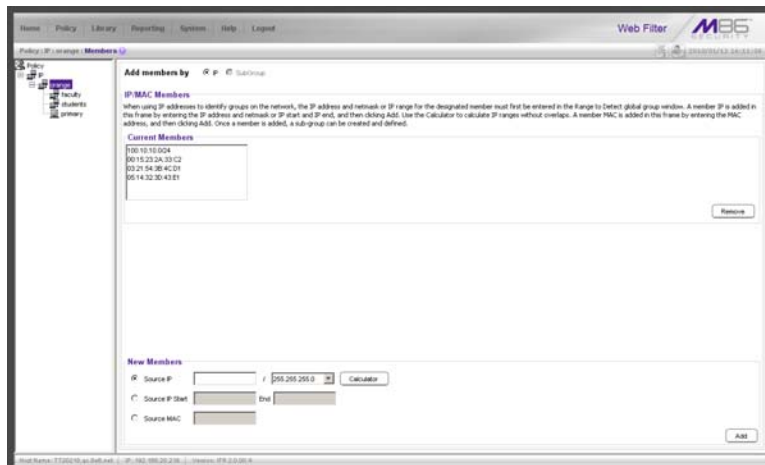 Home Policy Library Reporting System Help Logout
Web Filter
M86 SECURITY
Policy : IP : orange : Members
Policy
IP
orange
faculty
students
primary
Add members by IP SubGroup
IP/MAC Members
When using IP addresses to identify groups on the network, the IP address and netmask or IP range for the designated member must first be entered in the Range to Detect global group window. A member IP is added in
this frame by entering the IP address and netmask or IP start and IP end, and then clicking Add. Use the Calculator to calculate IP ranges without overlaps. A member MAC is added in this frame by entering the MAC
address, and then clicking Add. Once a member is added, a sub-group can be created and defined.
Current Members
100.10.10.0/24
00:15:23:2A:33:C2
03:21:54:3B:4C:D1
05:14:32:3D:43:E1
Remove
New Members
Source IP / 255.255.255.0 Calculator
Source IP Start End
Source MAC
Add
Host Name: IP: Version: